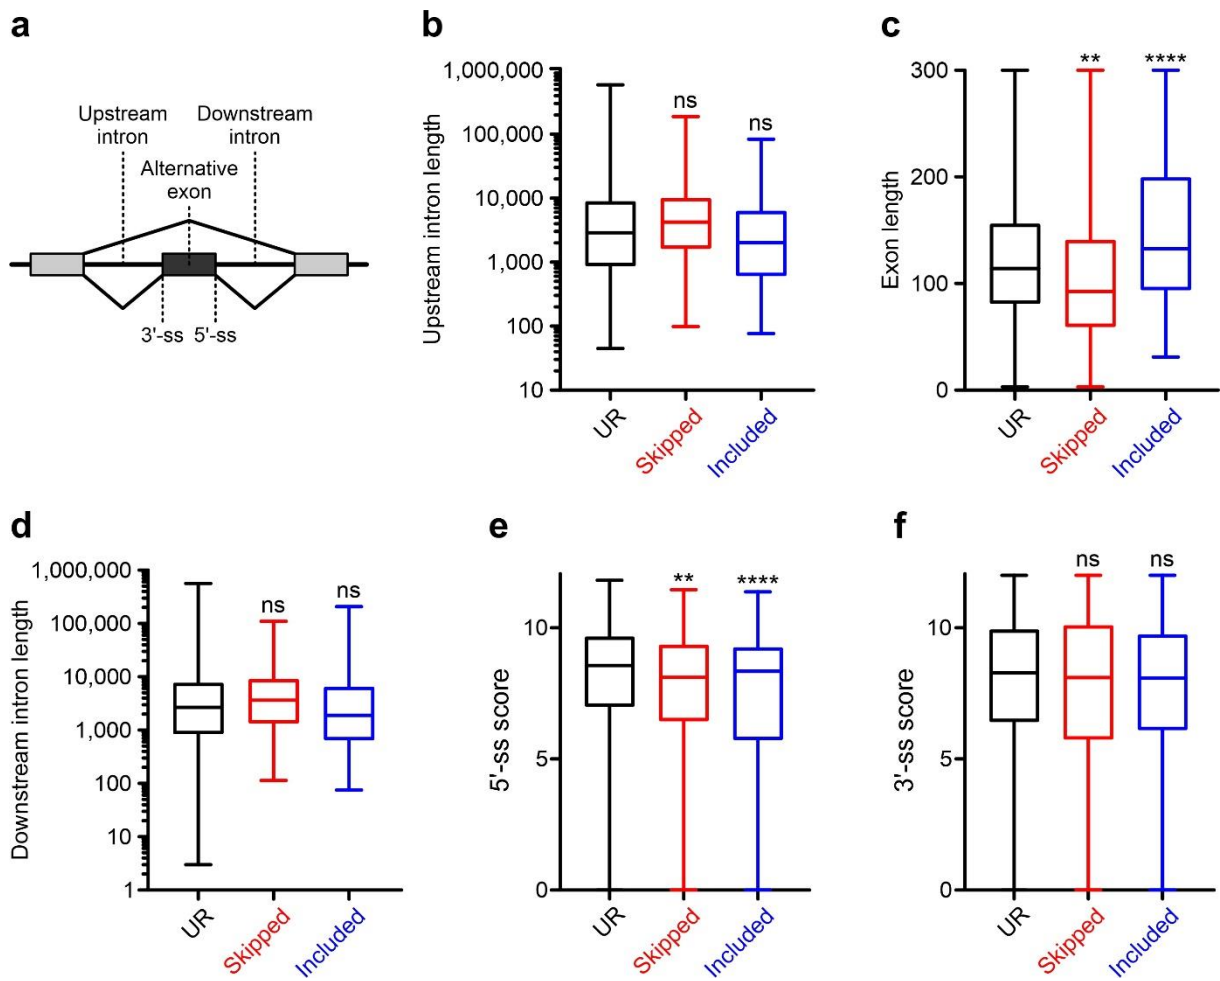 a
Upstream
intron
Downstream
intron
Alternative
exon
3'-ss
5'-ss
b
Upstream intron length
1,000,000
100,000
10,000
1,000
100
10
ns
ns
UR
Skipped
Included
c
Exon length
300
200
100
0
**
****
UR
Skipped
Included
d
Downstream intron length
1,000,000
100,000
10,000
1,000
100
10
1
ns
ns
UR
Skipped
Included
e
5'-ss score
10
5
0
**
****
UR
Skipped
Included
f
3'-ss score
10
5
0
ns
ns
UR
Skipped
Included